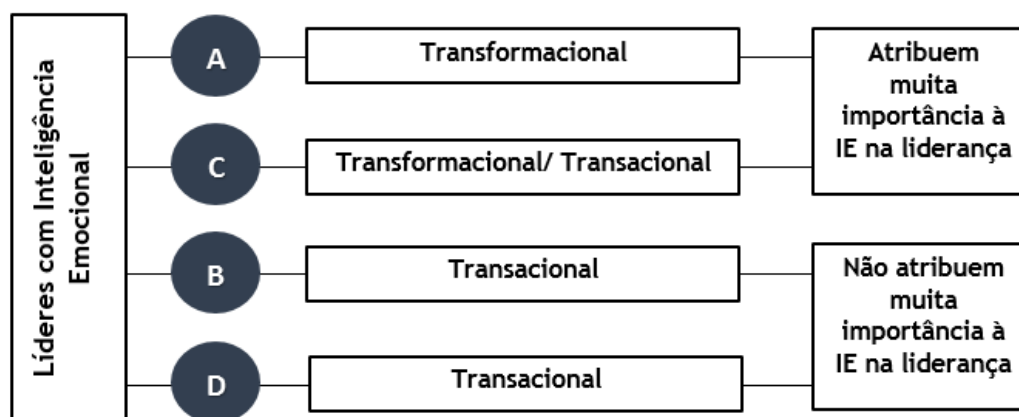 Líderes com Inteligência
Emocional
A
Transformacional
Atribuem
muita
importância à
IE na liderança
C
Transformacional/ Transacional
B
Transacional
Não atribuem
muita
importância à
IE na liderança
D
Transacional